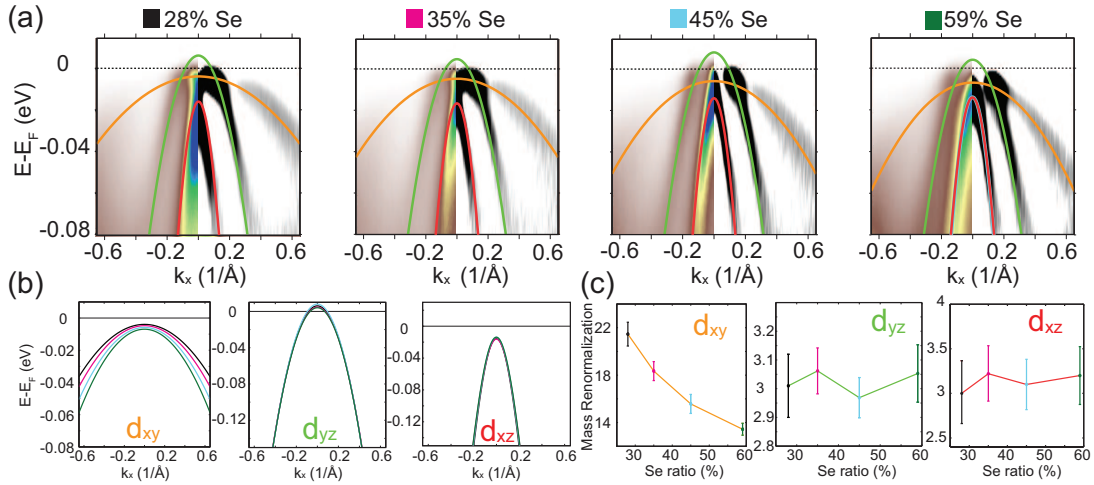 (a)
28% Se
35% Se
45% Se
59% Se
E-E_F (eV)
0
-0.04
-0.08
-0.6 -0.2 0.2 0.6
-0.6 -0.2 0.2 0.6
-0.6 -0.2 0.2 0.6
-0.6 -0.2 0.2 0.6
k_x (1/Å)
k_x (1/Å)
k_x (1/Å)
k_x (1/Å)
(b)
E-E_F (eV)
0
-0.02
-0.04
-0.06
-0.08
d_xy
-0.6 -0.2 0.2 0.6
k_x (1/Å)
0
-0.04
-0.08
-0.12
d_yz
-0.6 -0.2 0.2 0.6
k_x (1/Å)
0
-0.04
-0.08
-0.12
d_xz
-0.6 -0.2 0.2 0.6
k_x (1/Å)
(c)
Mass Renormalization
22
18
14
d_xy
30 40 50 60
Se ratio (%)
3.2
3.1
3
2.9
2.8
d_yz
30 40 50 60
Se ratio (%)
4
3.5
3
2.5
d_xz
30 40 50 60
Se ratio (%)